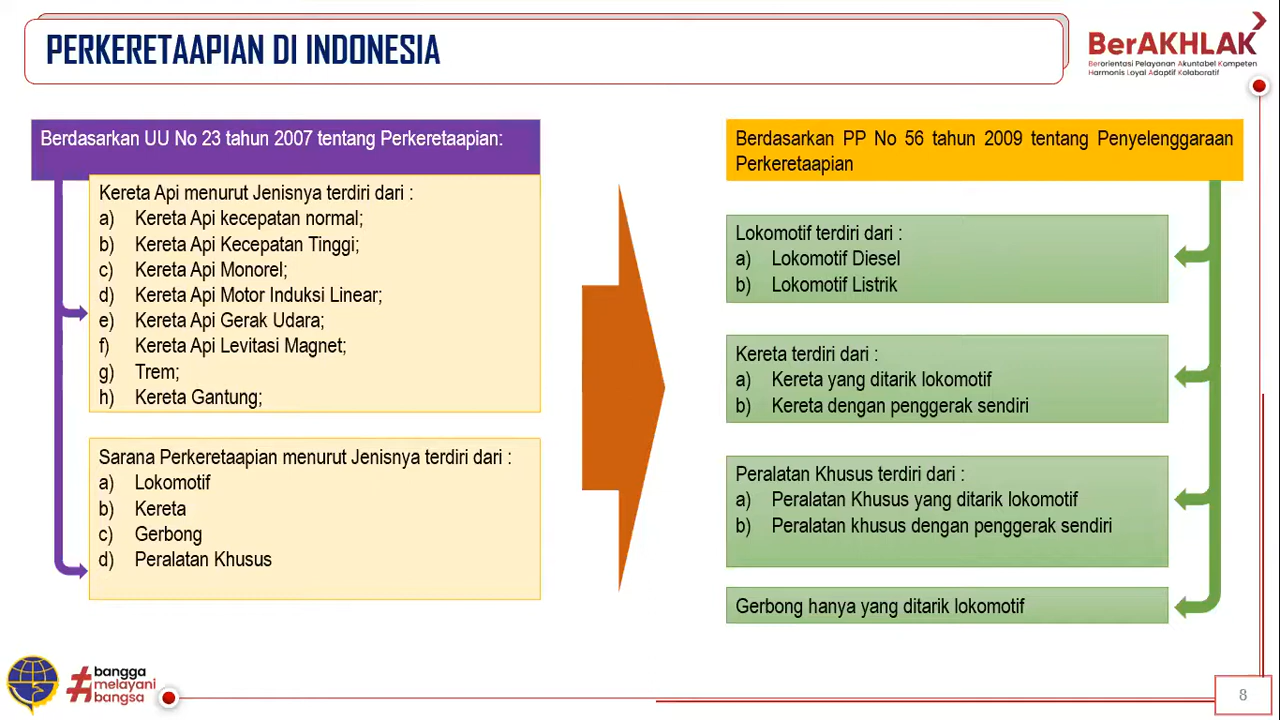 PERKERETAAPIAN DI INDONESIA
BerAKHLAK
Berorientasi Pelayanan Akuntabel Kompeten
Harmonis Loyal Adaptif Kolaboratif
Berdasarkan UU No 23 tahun 2007 tentang Perkeretaapian:
Kereta Api menurut Jenisnya terdiri dari :
a) Kereta Api kecepatan normal;
b) Kereta Api Kecepatan Tinggi;
c) Kereta Api Monorel;
d) Kereta Api Motor Induksi Linear;
e) Kereta Api Gerak Udara;
f) Kereta Api Levitasi Magnet;
g) Trem;
h) Kereta Gantung;
Sarana Perkeretaapian menurut Jenisnya terdiri dari :
a) Lokomotif
b) Kereta
c) Gerbong
d) Peralatan Khusus
Berdasarkan PP No 56 tahun 2009 tentang Penyelenggaraan
Perkeretaapian
Lokomotif terdiri dari :
a) Lokomotif Diesel
b) Lokomotif Listrik
Kereta terdiri dari :
a) Kereta yang ditarik lokomotif
b) Kereta dengan penggerak sendiri
Peralatan Khusus terdiri dari :
a) Peralatan Khusus yang ditarik lokomotif
b) Peralatan khusus dengan penggerak sendiri
Gerbong hanya yang ditarik lokomotif
# bangga
melayani
bangsa
8